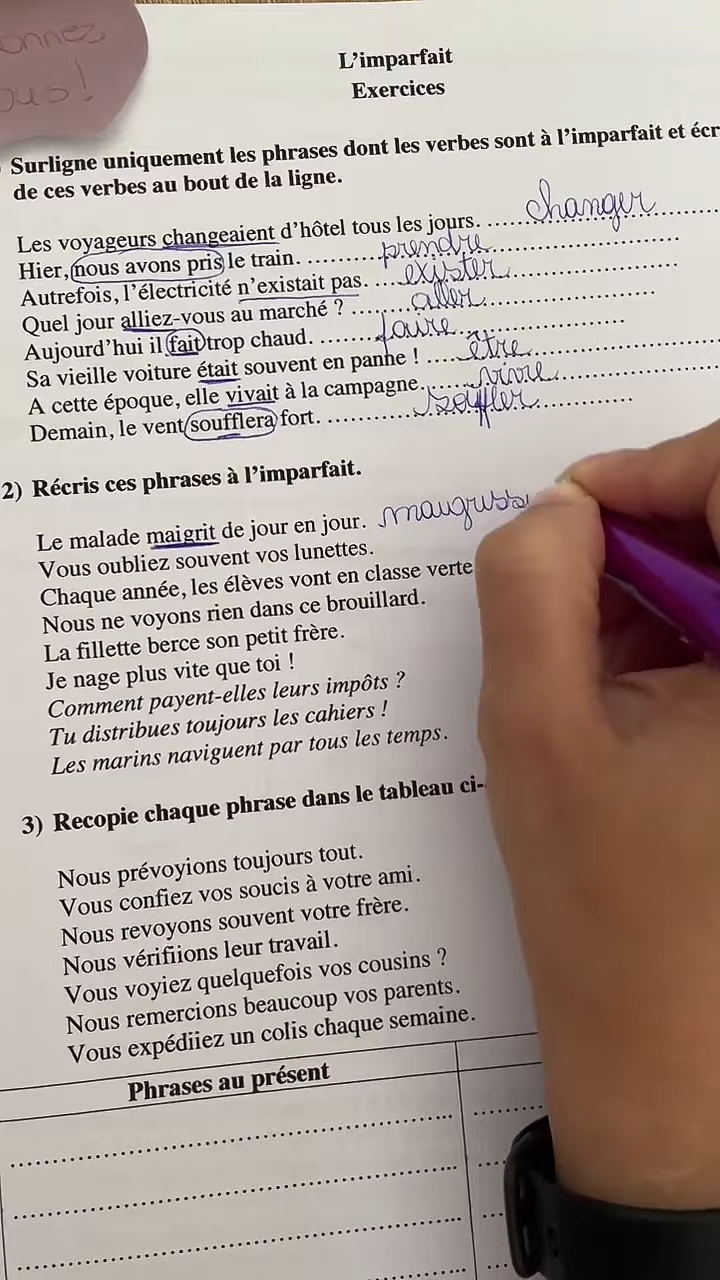 onnez
ous!
L'imparfait
Exercices
Surligne uniquement les phrases dont les verbes sont à l'imparfait et écr
de ces verbes au bout de la ligne.
Les voyageurs changeaient d'hôtel tous les jours. changer
Hier, nous avons pris le train. prendre
Autrefois, l'électricité n'existait pas. exister
Quel jour alliez-vous au marché ? aller
Aujourd'hui il fait trop chaud. faire
Sa vieille voiture était souvent en panne ! être
A cette époque, elle vivait à la campagne. vivre
Demain, le vent soufflera fort. souffler
2) Récris ces phrases à l'imparfait.
Le malade maigrit de jour en jour. maigriss
Vous oubliez souvent vos lunettes.
Chaque année, les élèves vont en classe verte
Nous ne voyons rien dans ce brouillard.
La fillette berce son petit frère.
Je nage plus vite que toi !
Comment payent-elles leurs impôts ?
Tu distribues toujours les cahiers !
Les marins naviguent par tous les temps.
3) Recopie chaque phrase dans le tableau ci-
Nous prévoyions toujours tout.
Vous confiez vos soucis à votre ami.
Nous revoyons souvent votre frère.
Nous vérifiions leur travail.
Vous voyiez quelquefois vos cousins ?
Nous remercions beaucoup vos parents.
Vous expédiiez un colis chaque semaine.
Phrases au présent